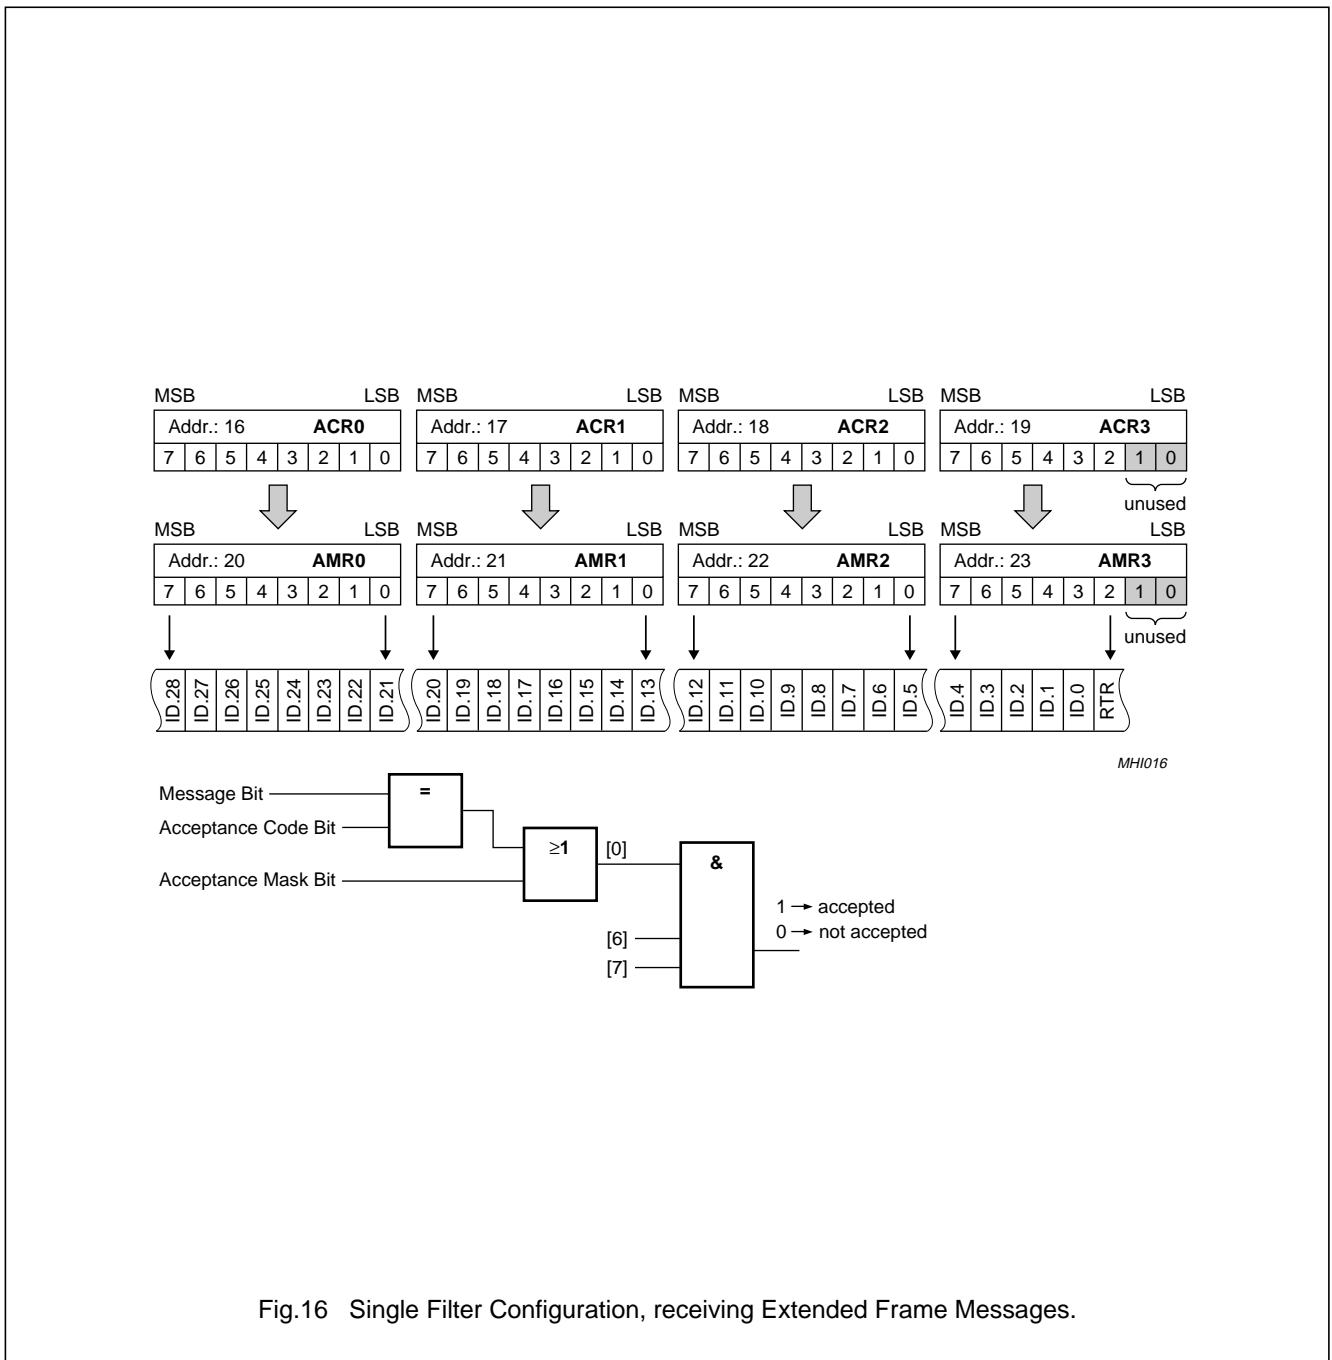 MSB LSB MSB LSB MSB LSB MSB LSB
Addr.: 16 ACR0 Addr.: 17 ACR1 Addr.: 18 ACR2 Addr.: 19 ACR3
7 6 5 4 3 2 1 0 7 6 5 4 3 2 1 0 7 6 5 4 3 2 1 0 7 6 5 4 3 2 1 0
unused
MSB LSB MSB LSB MSB LSB MSB LSB
Addr.: 20 AMR0 Addr.: 21 AMR1 Addr.: 22 AMR2 Addr.: 23 AMR3
7 6 5 4 3 2 1 0 7 6 5 4 3 2 1 0 7 6 5 4 3 2 1 0 7 6 5 4 3 2 1 0
unused
ID.28 ID.27 ID.26 ID.25 ID.24 ID.23 ID.22 ID.21 ID.20 ID.19 ID.18 ID.17 ID.16 ID.15 ID.14 ID.13 ID.12 ID.11 ID.10 ID.9 ID.8 ID.7 ID.6 ID.5 ID.4 ID.3 ID.2 ID.1 ID.0 RTR
MHI016
Message Bit =
Acceptance Code Bit
≥1 [0] &
Acceptance Mask Bit
1 → accepted
0 → not accepted
[6]
[7]
Fig.16 Single Filter Configuration, receiving Extended Frame Messages.